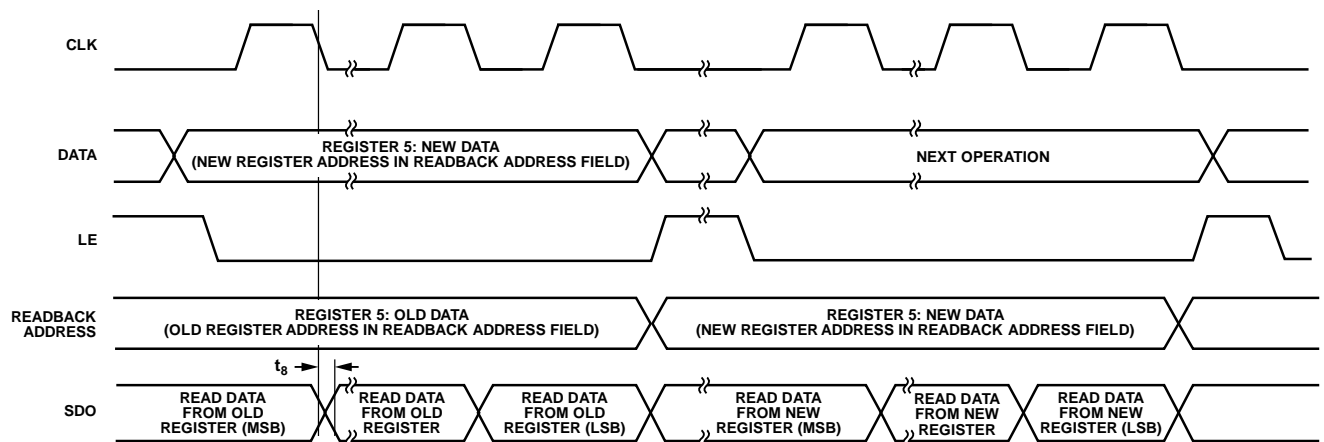 CLK
DATA
REGISTER 5: NEW DATA
(NEW REGISTER ADDRESS IN READBACK ADDRESS FIELD)
NEXT OPERATION
LE
READBACK
ADDRESS
REGISTER 5: OLD DATA
(OLD REGISTER ADDRESS IN READBACK ADDRESS FIELD)
REGISTER 5: NEW DATA
(NEW REGISTER ADDRESS IN READBACK ADDRESS FIELD)
t8
SDO
READ DATA
FROM OLD
REGISTER (MSB)
READ DATA
FROM OLD
REGISTER
READ DATA
FROM OLD
REGISTER (LSB)
READ DATA
FROM NEW
REGISTER (MSB)
READ DATA
FROM NEW
REGISTER
READ DATA
FROM NEW
REGISTER (LSB)